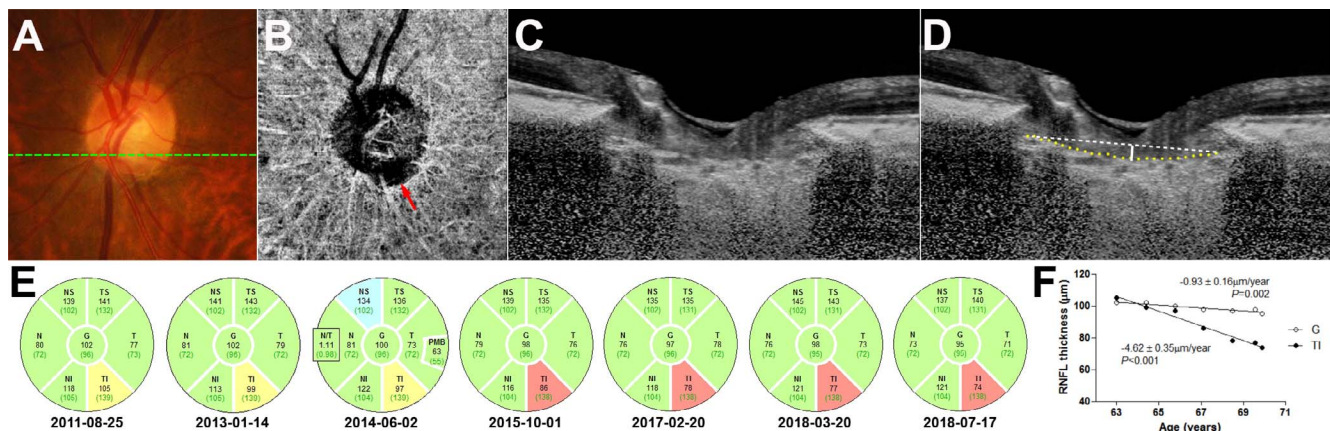 A
B
C
D
E
NS
139
(102)
TS
141
(132)
N
80
(72)
G
102
(96)
T
77
(73)
NI
118
(105)
TI
105
(139)
2011-08-25
NS
141
(102)
TS
143
(132)
N
81
(72)
G
102
(96)
T
79
(72)
NI
113
(105)
TI
99
(139)
2013-01-14
NS
134
(102)
TS
136
(132)
N/T
1.11
(0.98)
N
81
(72)
G
100
(96)
T
73
(72)
PMB
63
(55)
NI
122
(104)
TI
97
(139)
2014-06-02
NS
139
(102)
TS
135
(132)
N
79
(72)
G
98
(96)
T
76
(72)
NI
116
(104)
TI
86
(138)
2015-10-01
NS
135
(102)
TS
135
(131)
N
76
(72)
G
97
(96)
T
78
(72)
NI
118
(104)
TI
78
(138)
2017-02-20
NS
145
(102)
TS
143
(131)
N
76
(72)
G
98
(95)
T
76
(72)
NI
121
(104)
TI
77
(138)
2018-03-20
NS
137
(102)
TS
140
(131)
N
73
(72)
G
95
(95)
T
71
(72)
NI
121
(104)
TI
74
(138)
2018-07-17
F
RNFL thickness (μm)
120
100
80
60
40
-0.93 ± 0.16μm/year
P=0.002
G
TI
-4.62 ± 0.35μm/year
P<0.001
63 65 67 69 71
Age (years)